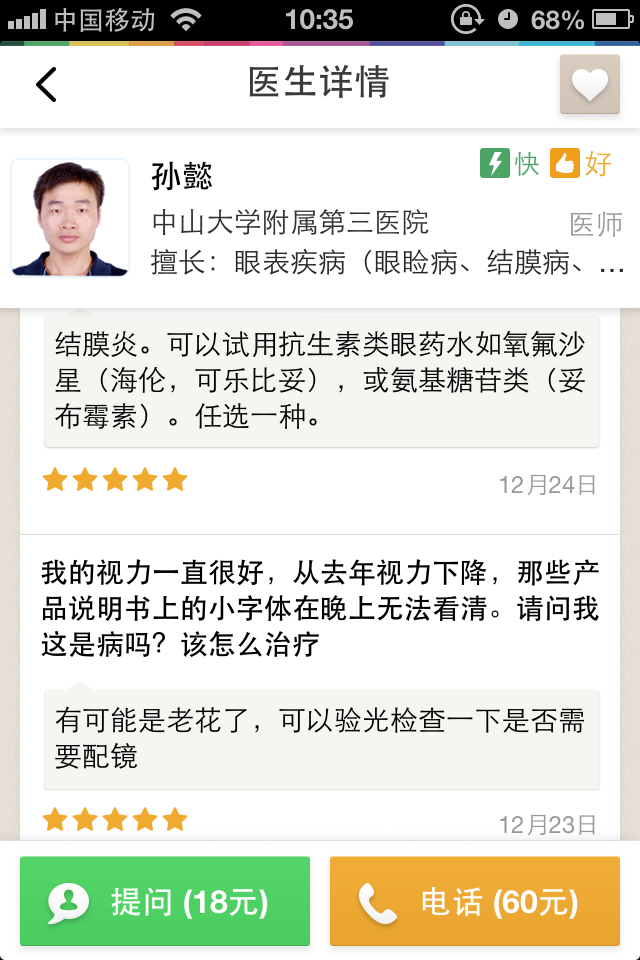 中国移动 10:35 68%
医生详情
孙懿 快 好
中山大学附属第三医院 医师
擅长：眼表疾病（眼睑病、结膜病、...
结膜炎。可以试用抗生素类眼药水如氧氟沙
星（海伦，可乐比妥），或氨基糖苷类（妥
布霉素）。任选一种。
12月24日
我的视力一直很好，从去年视力下降，那些产
品说明书上的小字体在晚上无法看清。请问我
这是病吗？该怎么治疗
有可能是老花了，可以验光检查一下是否需
要配镜
12月23日
提问 (18元) 电话 (60元)